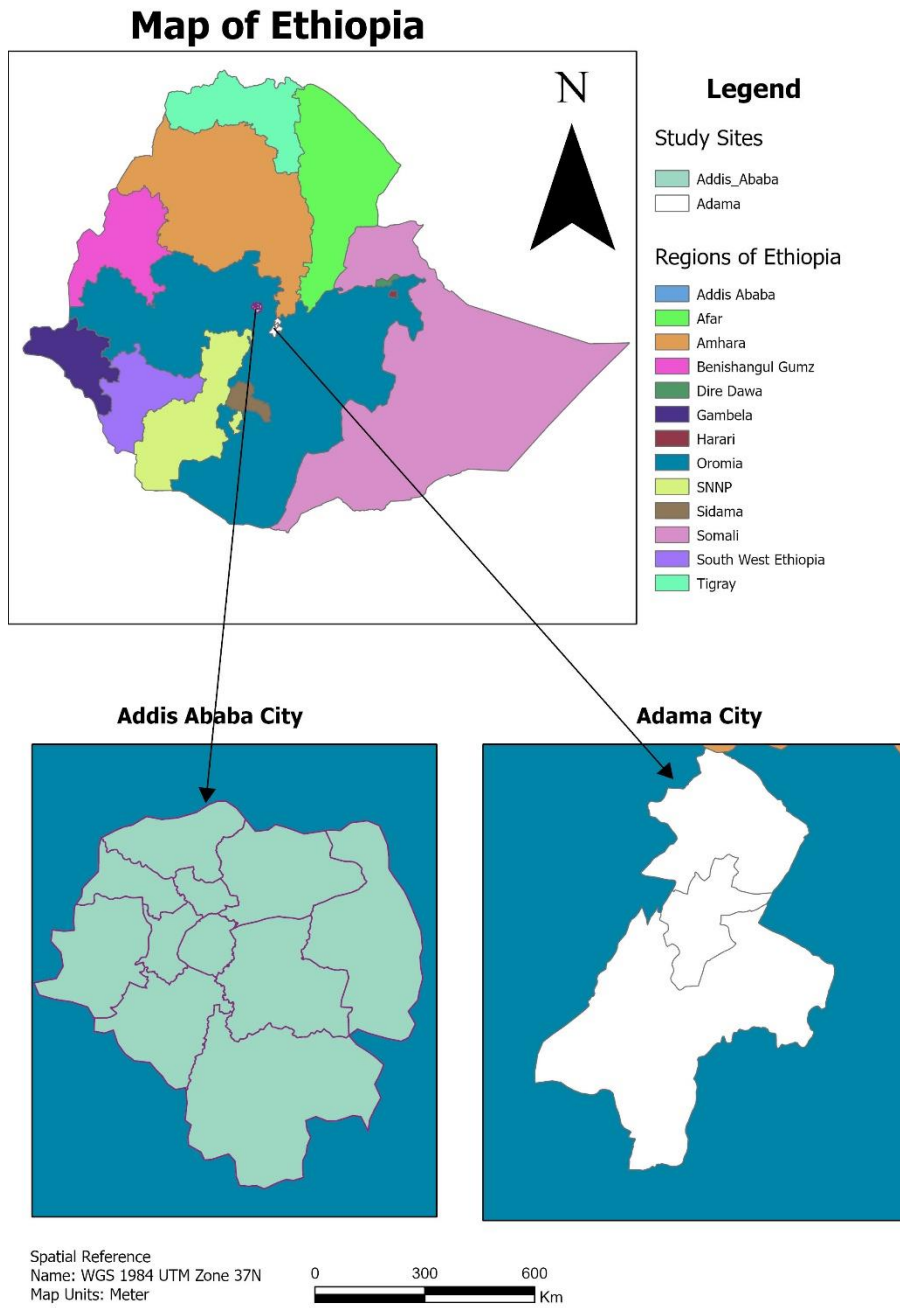 Map of Ethiopia
N
Legend
Study Sites
Addis_Ababa
Adama
Regions of Ethiopia
Addis Ababa
Afar
Amhara
Benishangul Gumz
Dire Dawa
Gambela
Harari
Oromia
SNNP
Sidama
Somali
South West Ethiopia
Tigray
Addis Ababa City
Adama City
Spatial Reference
Name: WGS 1984 UTM Zone 37N
Map Units: Meter
0 300 600
Km